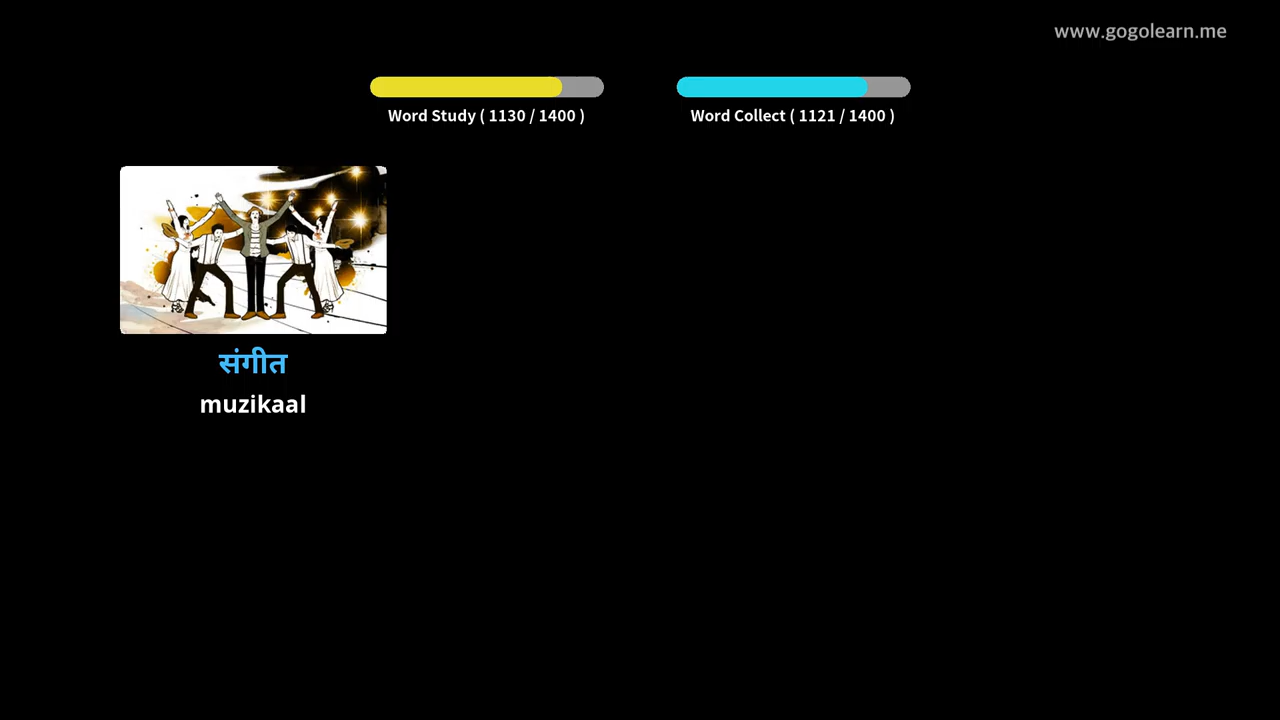 www.gogolearn.me
Word Study ( 1130 / 1400 )
Word Collect ( 1121 / 1400 )
संगीत
muzikaal